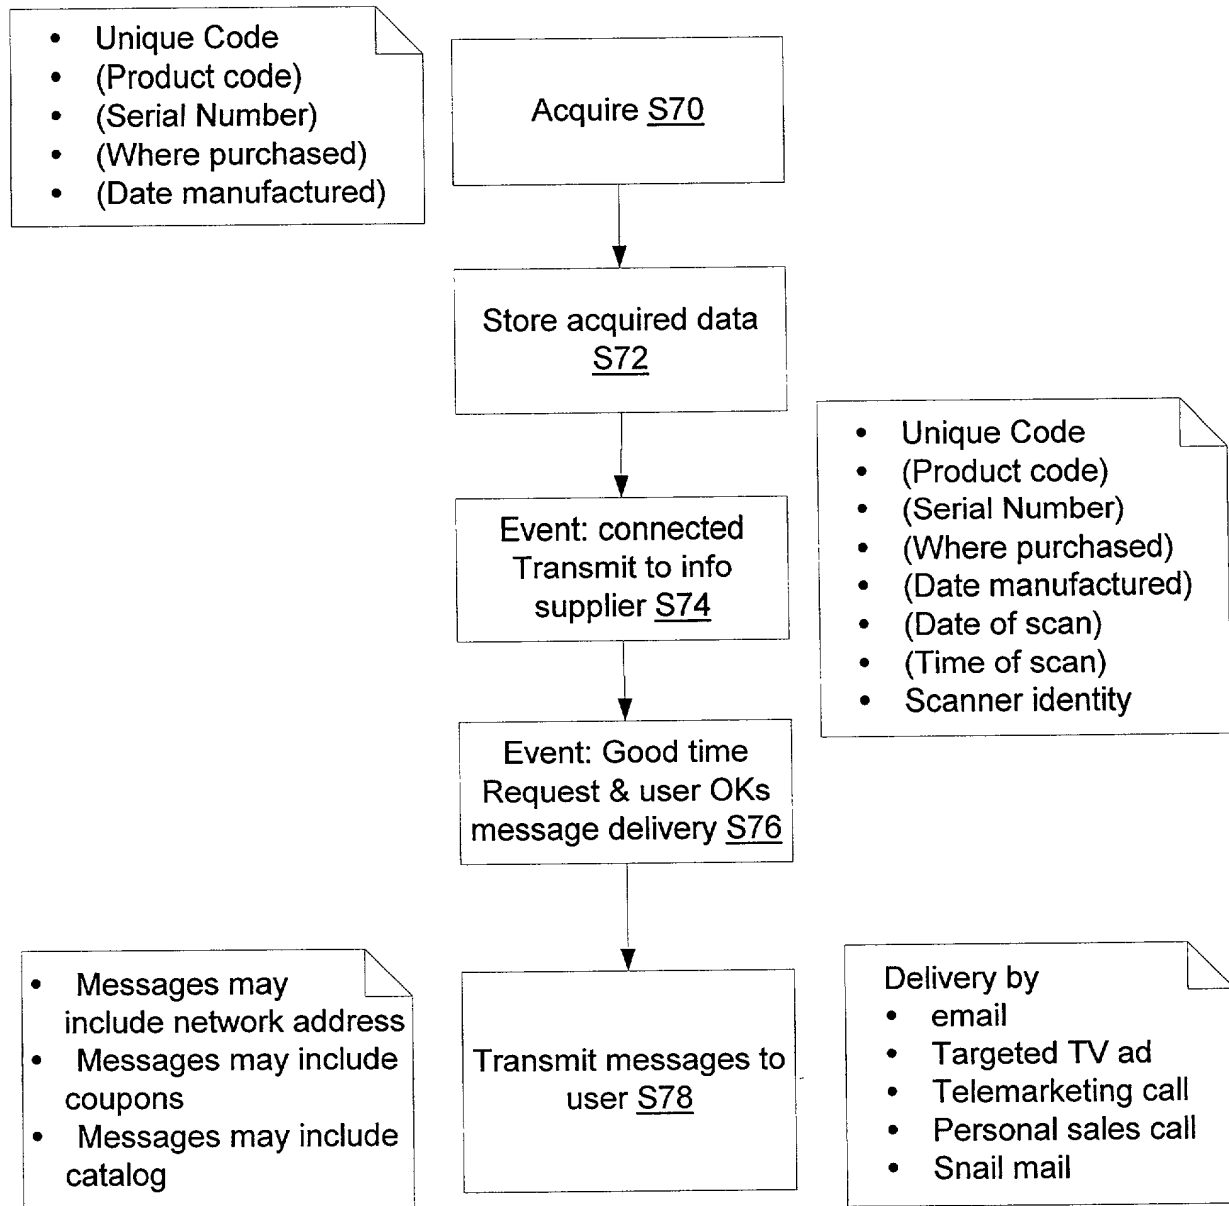 • Unique Code
• (Product code)
• (Serial Number)
• (Where purchased)
• (Date manufactured)
Acquire S70
Store acquired data
S72
Event: connected
Transmit to info
supplier S74
• Unique Code
• (Product code)
• (Serial Number)
• (Where purchased)
• (Date manufactured)
• (Date of scan)
• (Time of scan)
• Scanner identity
Event: Good time
Request & user OKs
message delivery S76
• Messages may
include network address
• Messages may include
coupons
• Messages may include
catalog
Transmit messages to
user S78
Delivery by
• email
• Targeted TV ad
• Telemarketing call
• Personal sales call
• Snail mail